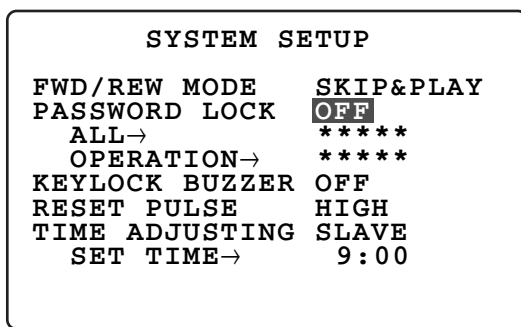 SYSTEM SETUP
FWD/REW MODE SKIP&PLAY
PASSWORD LOCK OFF
ALL→ *****
OPERATION→ *****
KEYLOCK BUZZER OFF
RESET PULSE HIGH
TIME ADJUSTING SLAVE
SET TIME→ 9:00